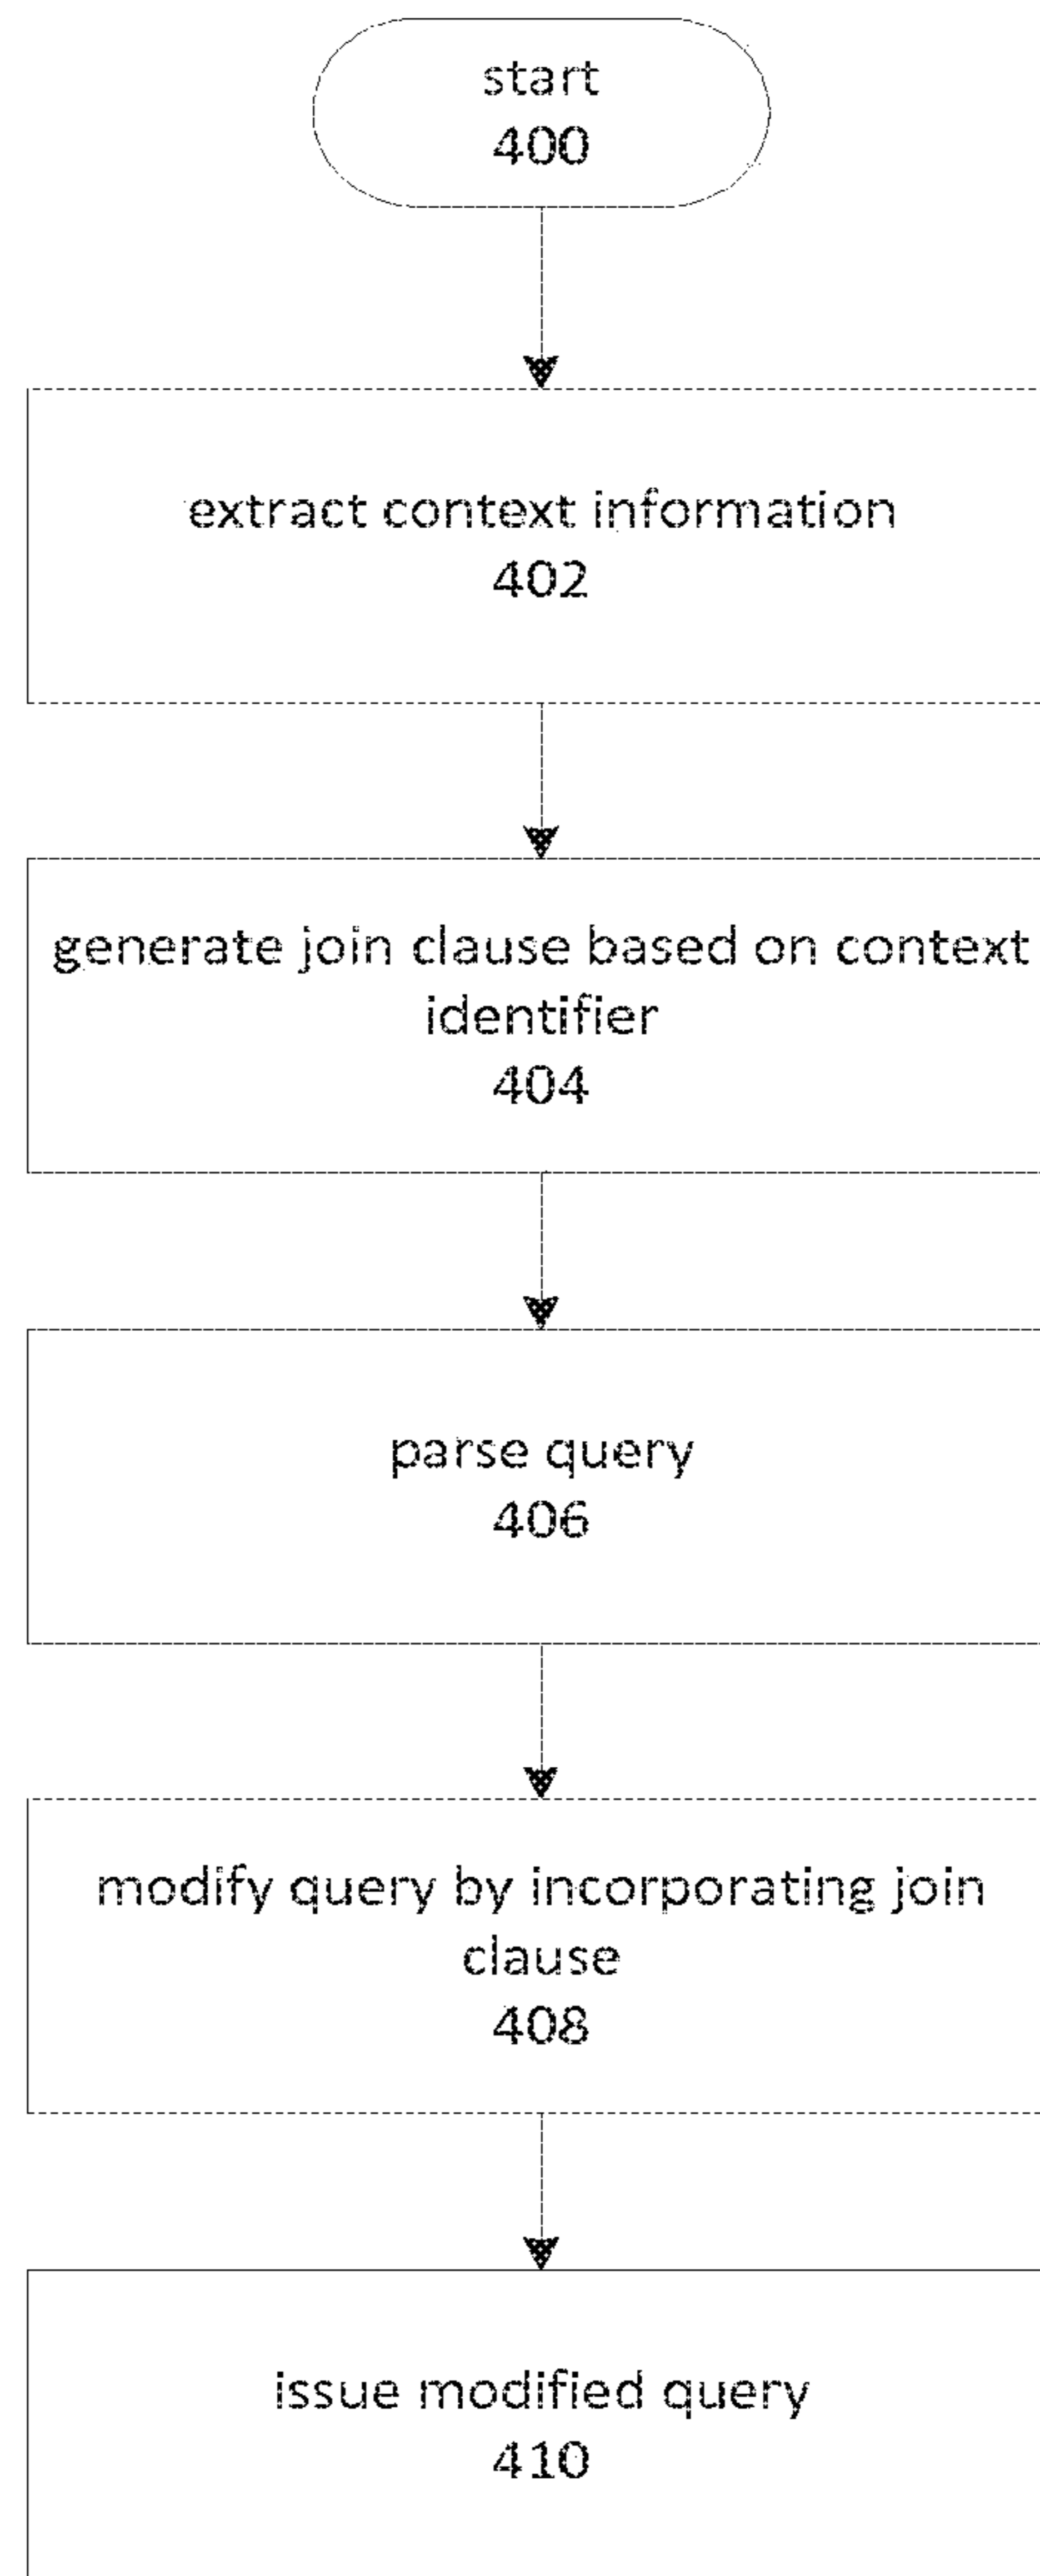 start
400
extract context information
402
generate join clause based on context
identifier
404
parse query
406
modify query by incorporating join
clause
408
issue modified query
410